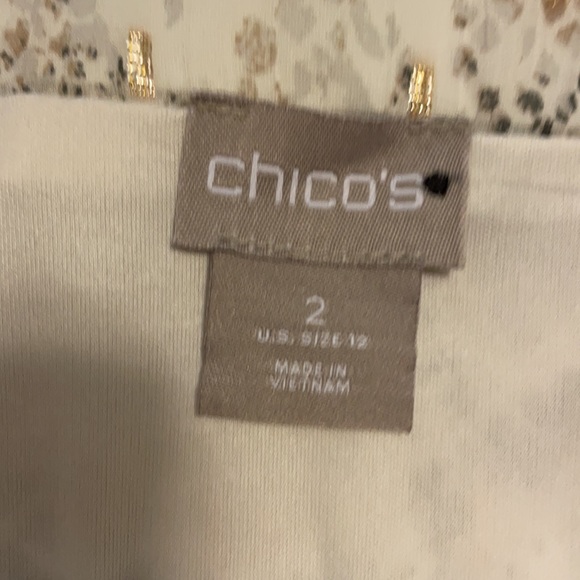 chico's
2
U.S. SIZE 12
MADE IN
VIETNAM